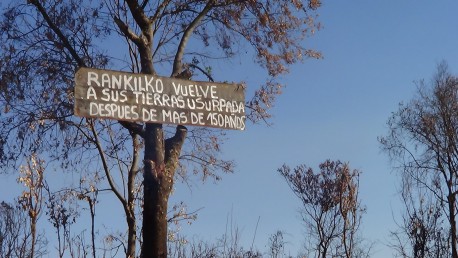 RANKILKO VUELVE
A SUS TIERRAS USURPADA
DESPUES DE MAS DE 150 AÑOS